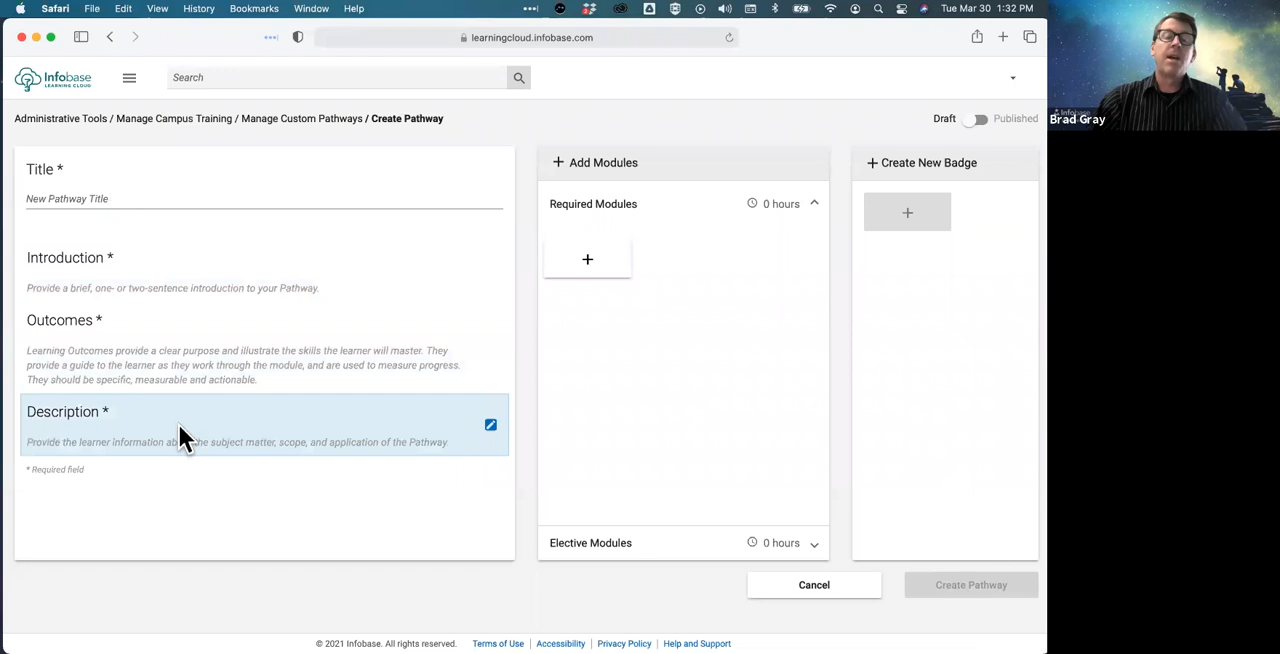 Safari File Edit View History Bookmarks Window Help Tue Mar 30 1:32 PM
learningcloud.infobase.com
Infobase
LEARNING CLOUD
Search
Administrative Tools / Manage Campus Training / Manage Custom Pathways / Create Pathway
Draft Published
Title *
New Pathway Title
Introduction *
Provide a brief, one- or two-sentence introduction to your Pathway.
Outcomes *
Learning Outcomes provide a clear purpose and illustrate the skills the learner will master. They
provide a guide to the learner as they work through the module, and are used to measure progress.
They should be specific, measurable and actionable.
Description *
Provide the learner information the subject matter, scope, and application of the Pathway.
* Required field
+ Add Modules
Required Modules 0 hours
+
Elective Modules 0 hours
+ Create New Badge
+
Cancel
Create Pathway
© 2021 Infobase. All rights reserved. Terms of Use | Accessibility | Privacy Policy | Help and Support
Infobase
Brad Gray